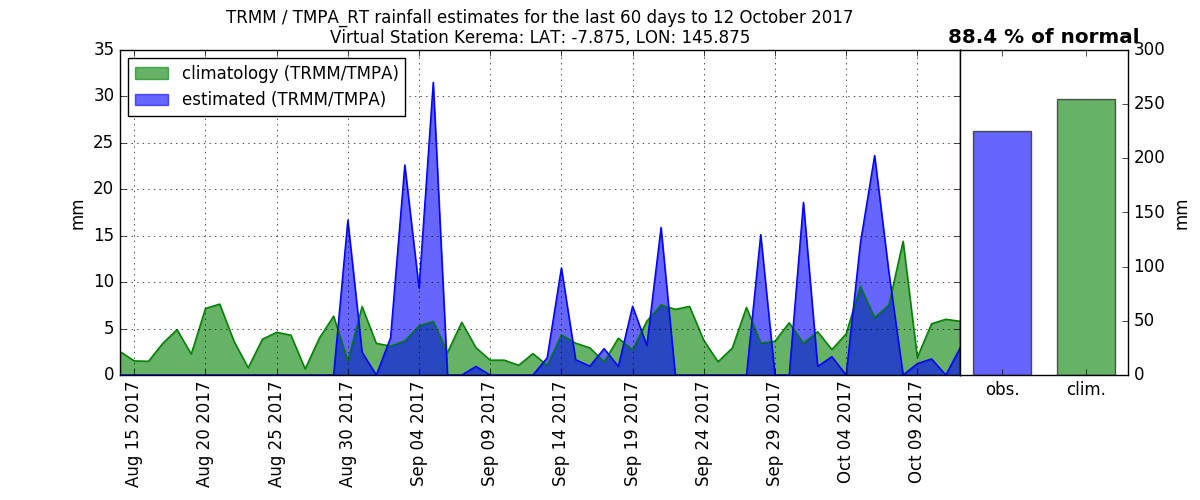 TRMM / TMPA_RT rainfall estimates for the last 60 days to 12 October 2017
Virtual Station Kerema: LAT: -7.875, LON: 145.875
88.4 % of normal
climatology (TRMM/TMPA)
estimated (TRMM/TMPA)
35
30
25
20
15
10
5
0
mm
Aug 15 2017
Aug 20 2017
Aug 25 2017
Aug 30 2017
Sep 04 2017
Sep 09 2017
Sep 14 2017
Sep 19 2017
Sep 24 2017
Sep 29 2017
Oct 04 2017
Oct 09 2017
300
250
200
150
100
50
0
mm
obs.
clim.